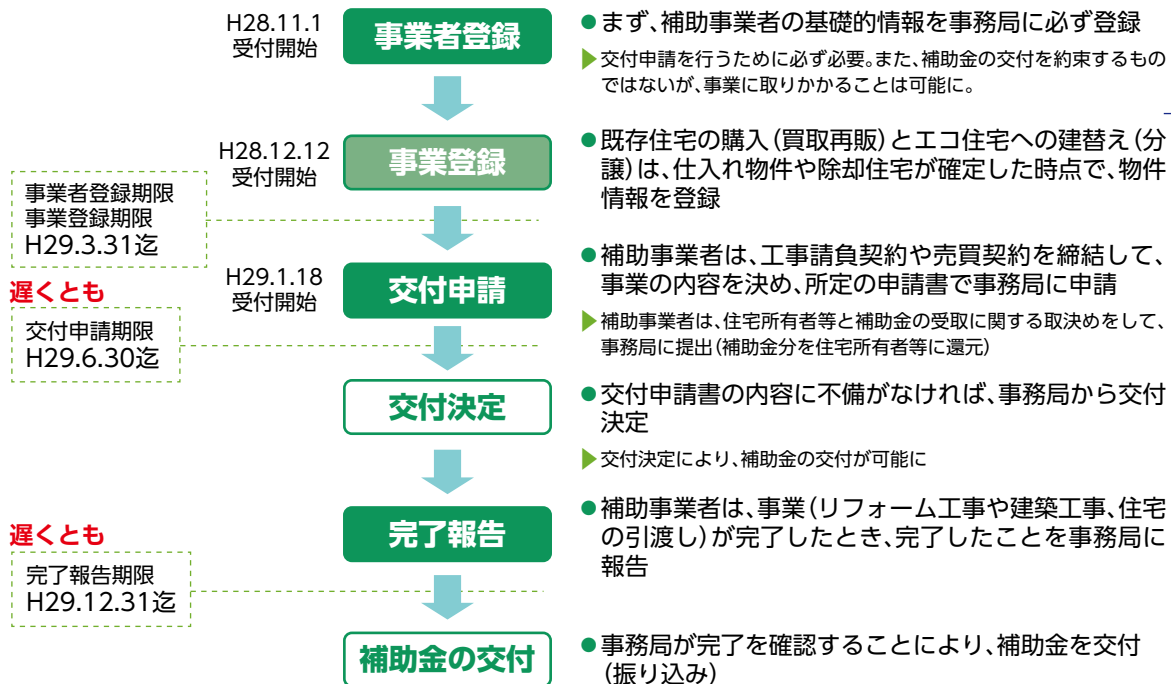 H28.11.1
受付開始
事業者登録
●まず、補助事業者の基礎的情報を事務局に必ず登録
▶交付申請を行うために必ず必要。また、補助金の交付を約束するもの
ではないが、事業に取りかかることは可能に。
H28.12.12
受付開始
事業登録
●既存住宅の購入(買取再販)とエコ住宅への建替え(分
譲)は、仕入れ物件や除却住宅が確定した時点で、物件
情報を登録
事業者登録期限
事業登録期限
H29.3.31迄
H29.1.18
受付開始
交付申請
●補助事業者は、工事請負契約や売買契約を締結して、
事業の内容を決め、所定の申請書で事務局に申請
▶補助事業者は、住宅所有者等と補助金の受取に関する取決めをして、
事務局に提出(補助金分を住宅所有者等に還元)
遅くとも
交付申請期限
H29.6.30迄
交付決定
●交付申請書の内容に不備がなければ、事務局から交付
決定
▶交付決定により、補助金の交付が可能に
完了報告
●補助事業者は、事業(リフォーム工事や建築工事、住宅
の引渡し)が完了したとき、完了したことを事務局に
報告
遅くとも
完了報告期限
H29.12.31迄
補助金の交付
●事務局が完了を確認することにより、補助金を交付
(振り込み)